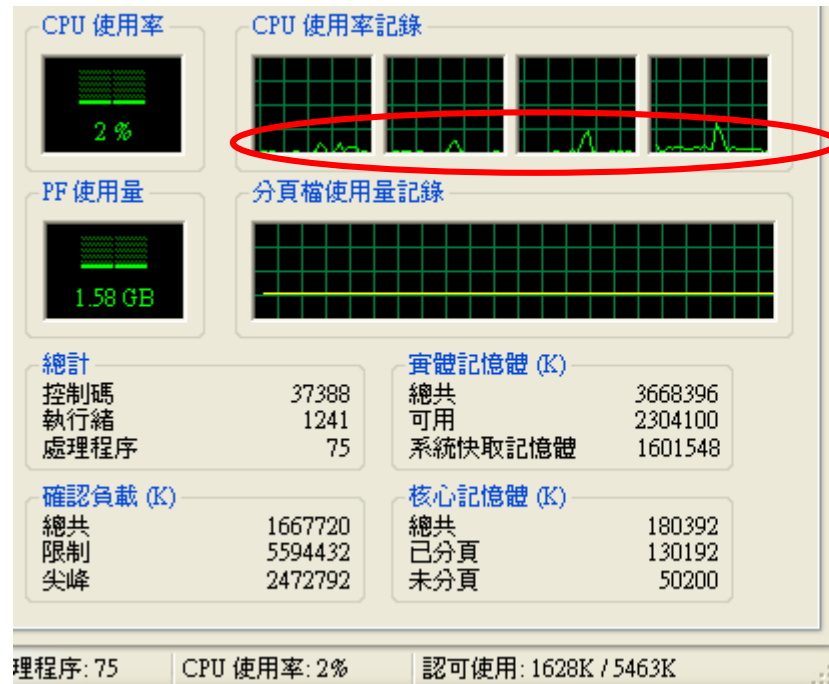 CPU 使用率
CPU 使用率記錄
2 %
PF 使用量
分頁檔使用量記錄
1.58 GB
總計
控制碼 37388
執行緒 1241
處理程序 75
實體記憶體 (K)
總共 3668396
可用 2304100
系統快取記憶體 1601548
確認負載 (K)
總共 1667720
限制 5594432
尖峰 2472792
核心記憶體 (K)
總共 180392
已分頁 130192
未分頁 50200
理程序: 75 CPU 使用率: 2% 認可使用: 1628K / 5463K